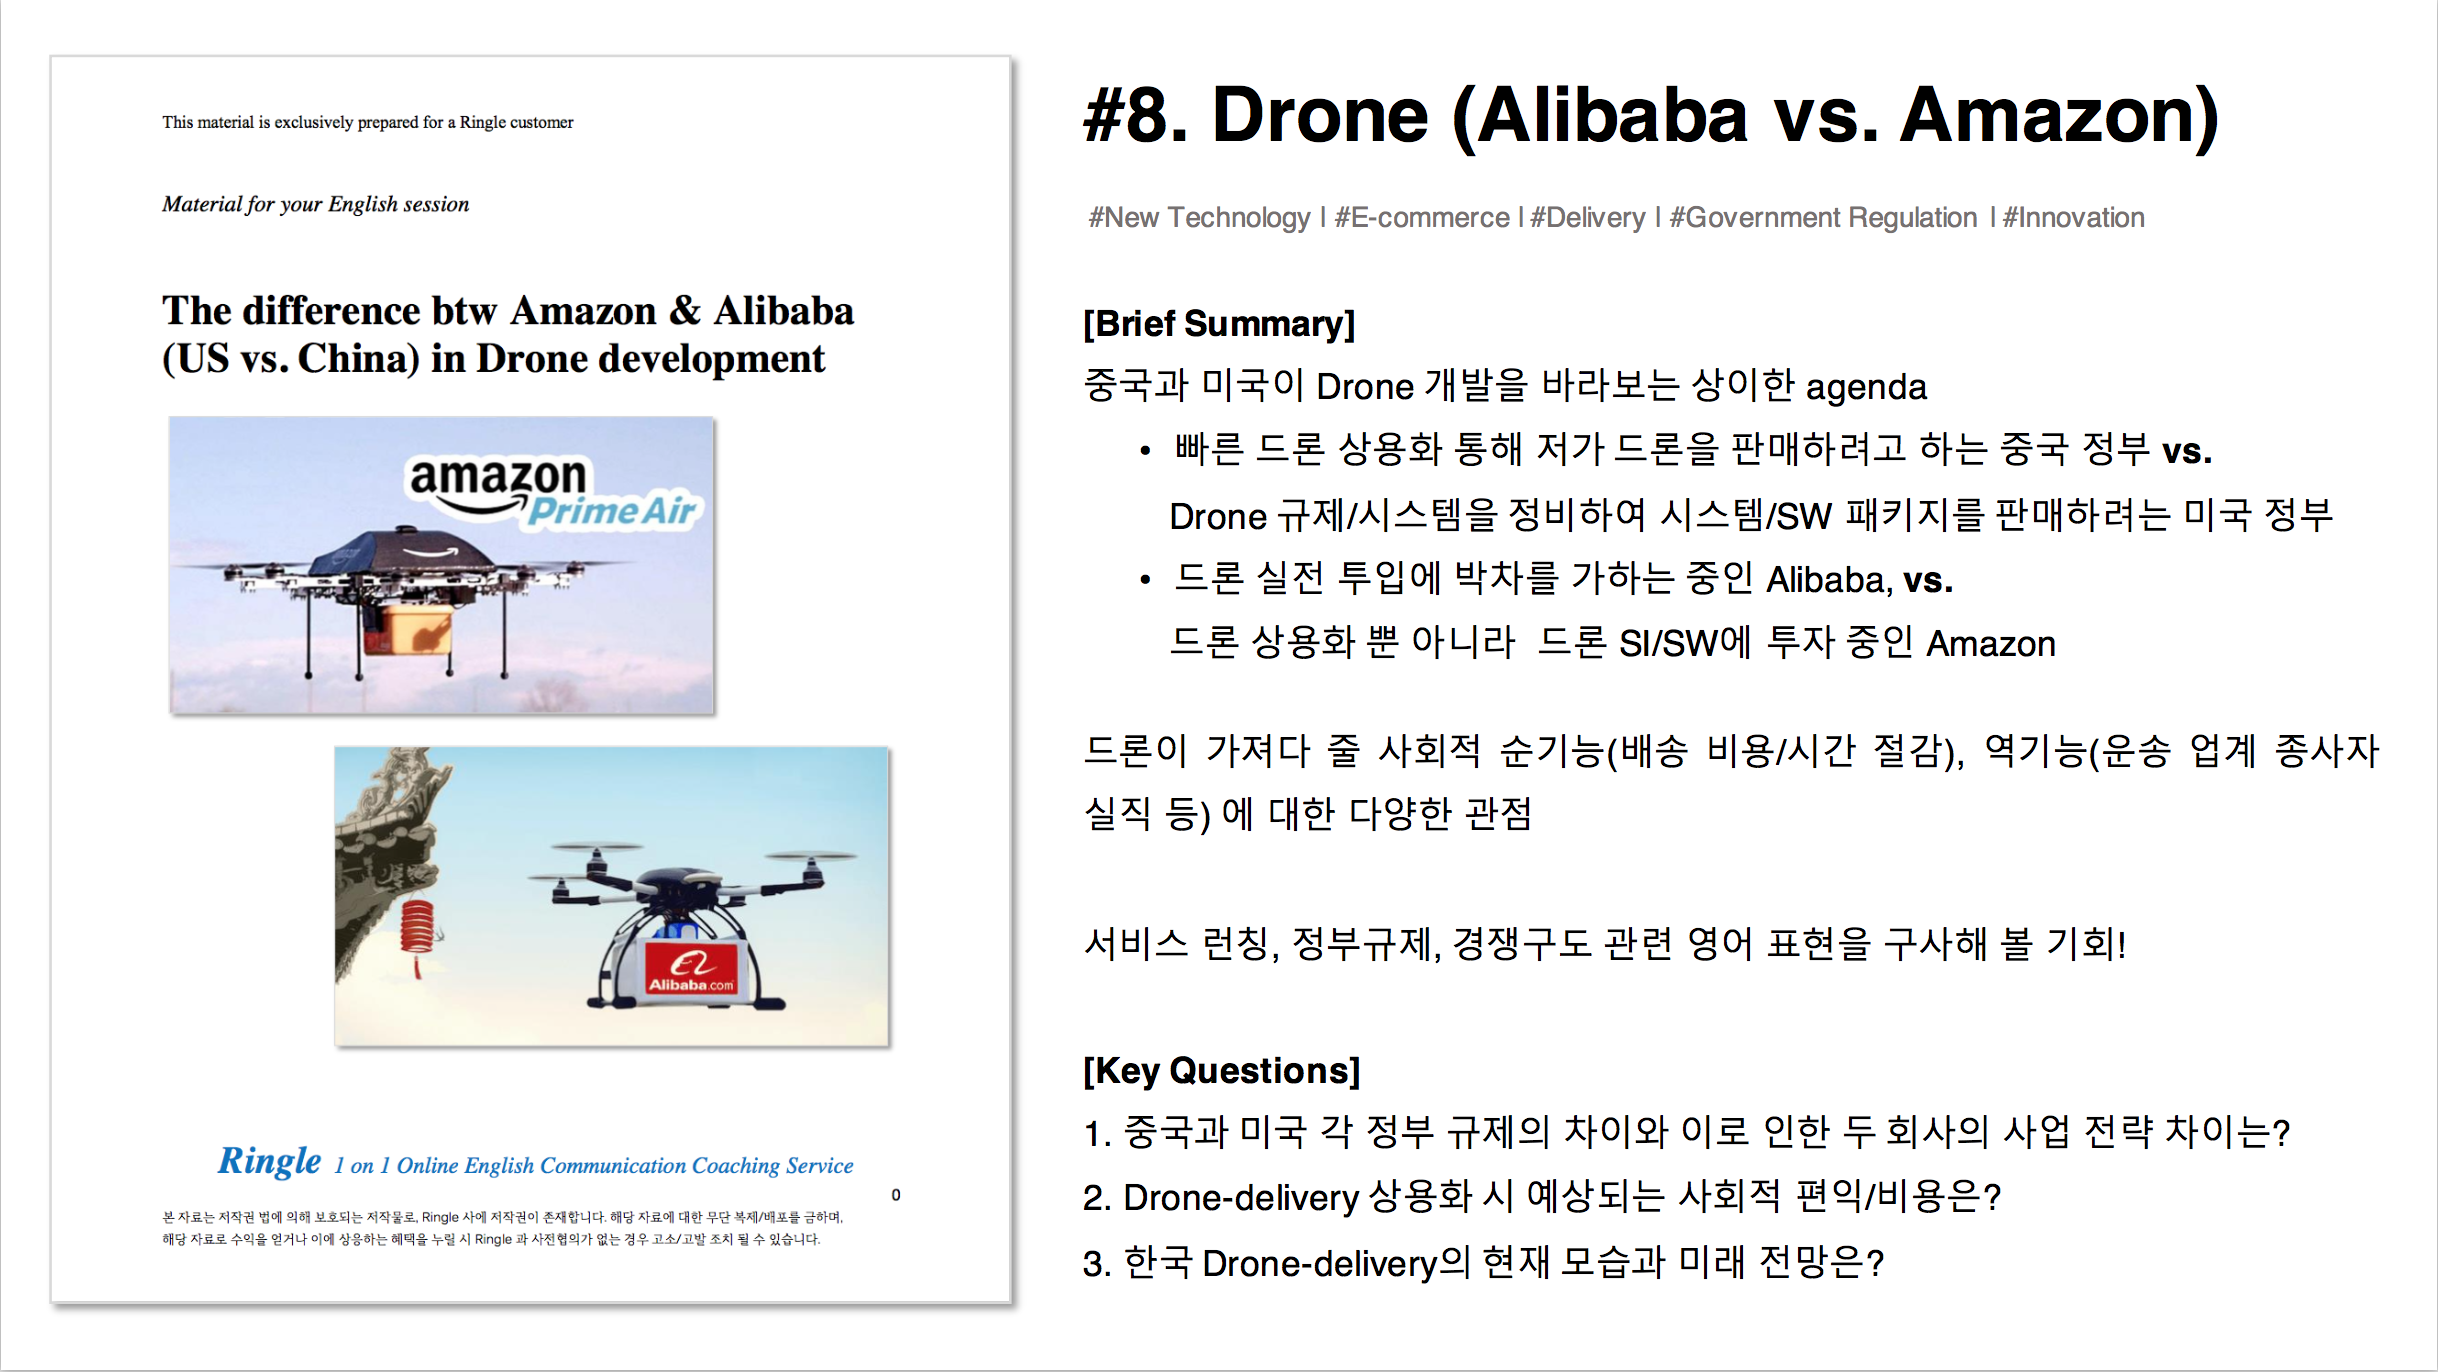 This material is exclusively prepared for a Ringle customer
Material for your English session
The difference btw Amazon & Alibaba
(US vs. China) in Drone development
amazon
Prime Air
Alibaba.com
Ringle 1 on 1 Online English Communication Coaching Service
0
본 자료는 저작권 법에 의해 보호되는 저작물로, Ringle 사에 저작권이 존재합니다. 해당 자료에 대한 무단 복제/배포를 금하며,
해당 자료로 수익을 얻거나 이에 상응하는 혜택을 누릴 시 Ringle 과 사전협의가 없는 경우 고소/고발 조치 될 수 있습니다.
#8. Drone (Alibaba vs. Amazon)
#New Technology | #E-commerce | #Delivery | #Government Regulation | #Innovation
[Brief Summary]
중국과 미국이 Drone 개발을 바라보는 상이한 agenda
• 빠른 드론 상용화 통해 저가 드론을 판매하려고 하는 중국 정부 vs.
Drone 규제/시스템을 정비하여 시스템/SW 패키지를 판매하려는 미국 정부
• 드론 실전 투입에 박차를 가하는 중인 Alibaba, vs.
드론 상용화 뿐 아니라 드론 SI/SW에 투자 중인 Amazon
드론이 가져다 줄 사회적 순기능(배송 비용/시간 절감), 역기능(운송 업계 종사자
실직 등) 에 대한 다양한 관점
서비스 런칭, 정부규제, 경쟁구도 관련 영어 표현을 구사해 볼 기회!
[Key Questions]
1. 중국과 미국 각 정부 규제의 차이와 이로 인한 두 회사의 사업 전략 차이는?
2. Drone-delivery 상용화 시 예상되는 사회적 편익/비용은?
3. 한국 Drone-delivery의 현재 모습과 미래 전망은?